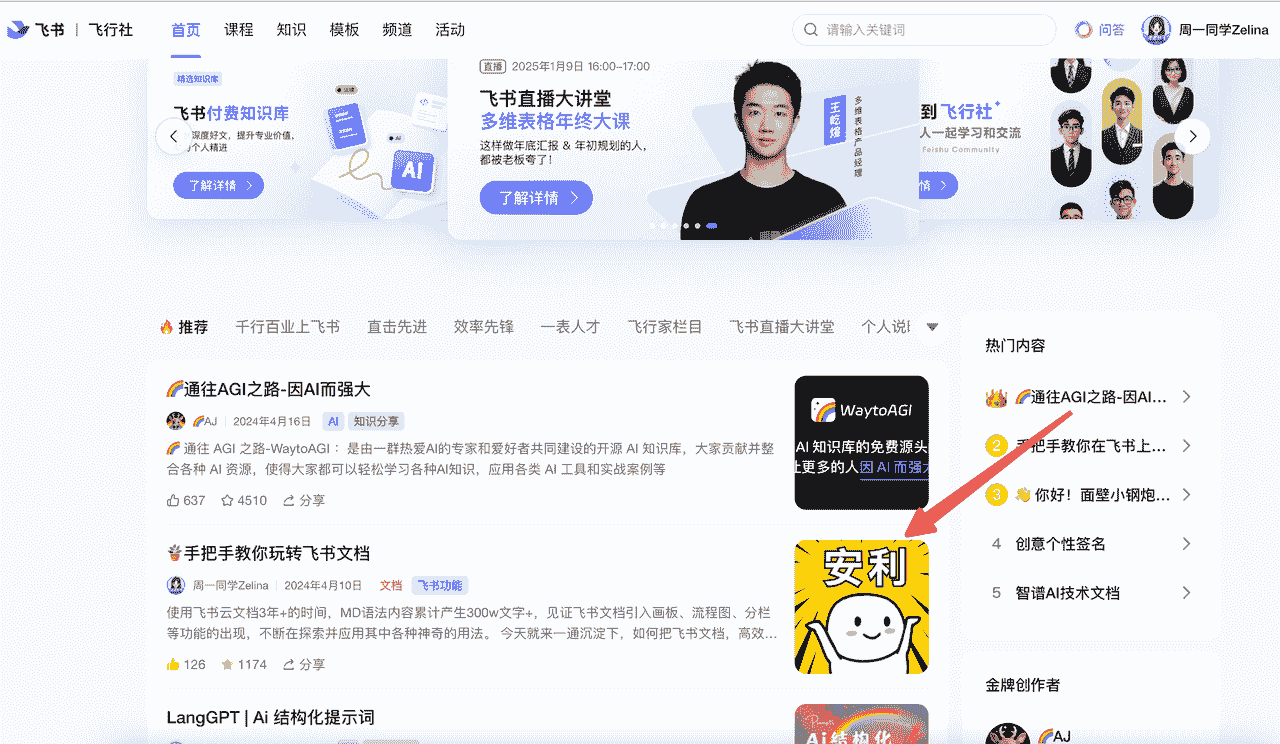 飞书 | 飞行社
首页 课程 知识 模板 频道 活动
请输入关键词
问答
周一同学Zelina
精选知识库
飞书付费知识库
深度好文，提升专业价值，
个人精进
了解详情
AI
AI
直播 2025年1月9日 16:00-17:00
飞书直播大讲堂
多维表格年终大课
这样做年底汇报 & 年初规划的人，
都被老板夸了！
了解详情
王乾煌
多维表格产品经理
到 飞行社
人一起学习和交流
Feishu Community
情
🔥 推荐 千行百业上飞书 直击先进 效率先锋 一表人才 飞行家栏目 飞书直播大讲堂 个人说
🌈通往AGI之路-因AI而强大
🌈AJ | 2024年4月16日 AI 知识分享
🌈 通往 AGI 之路-WaytoAGI ：是由一群热爱AI的专家和爱好者共同建设的开源 AI 知识库，大家贡献并整
合各种 AI 资源，使得大家都可以轻松学习各种AI知识，应用各类 AI 工具和实战案例等
637 4510 分享
WaytoAGI
AI 知识库的免费源头
让更多的人因 AI 而强大
🪴手把手教你玩转飞书文档
周一同学Zelina | 2024年4月10日 文档 飞书功能
使用飞书云文档3年+的时间，MD语法内容累计产生300w文字+，见证飞书文档引入画板、流程图、分栏
等功能的出现，不断在探索并应用其中各种神奇的用法。 今天就来一通沉淀下，如何把飞书文档，高效...
126 1174 分享
安利
LangGPT | Ai 结构化提示词
Prompt
Ai结构化
热门内容
🌈通往AGI之路-因AI...
2 手把手教你在飞书上...
3 👋 你好！面壁小钢炮...
4 创意个性签名
5 智谱AI技术文档
金牌创作者
🌈AJ